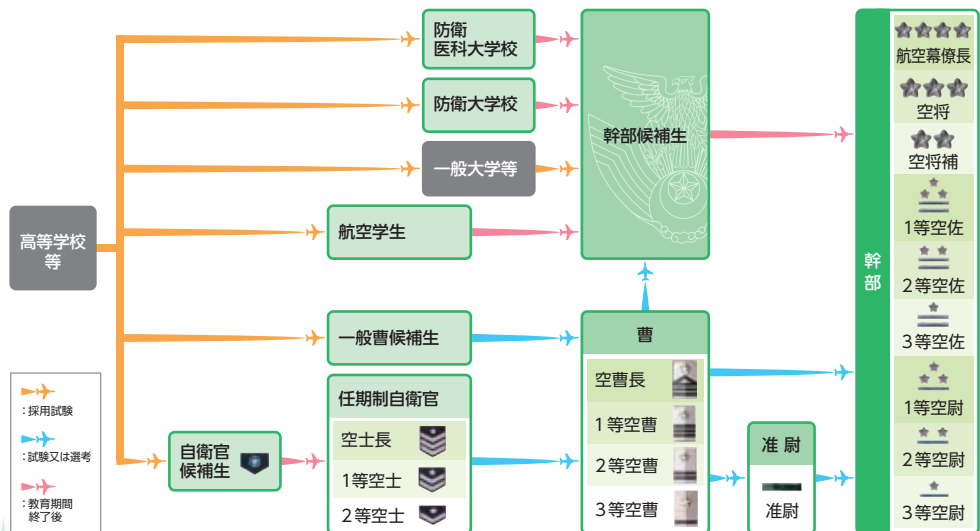 高等学校
等
防衛
医科大学校
防衛大学校
一般大学等
航空学生
一般曹候補生
自衛官
候補生
任期制自衛官
空士長
1等空士
2等空士
幹部候補生
曹
空曹長
1等空曹
2等空曹
3等空曹
准尉
准尉
幹部
航空幕僚長
空将
空将補
1等空佐
2等空佐
3等空佐
1等空尉
2等空尉
3等空尉
:採用試験
:試験又は選考
:教育期間
終了後